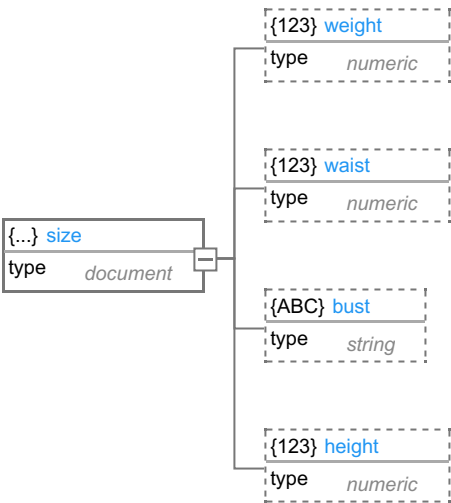 {123} weight
type numeric
{123} waist
type numeric
{...} size
type document
{ABC} bust
type string
{123} height
type numeric